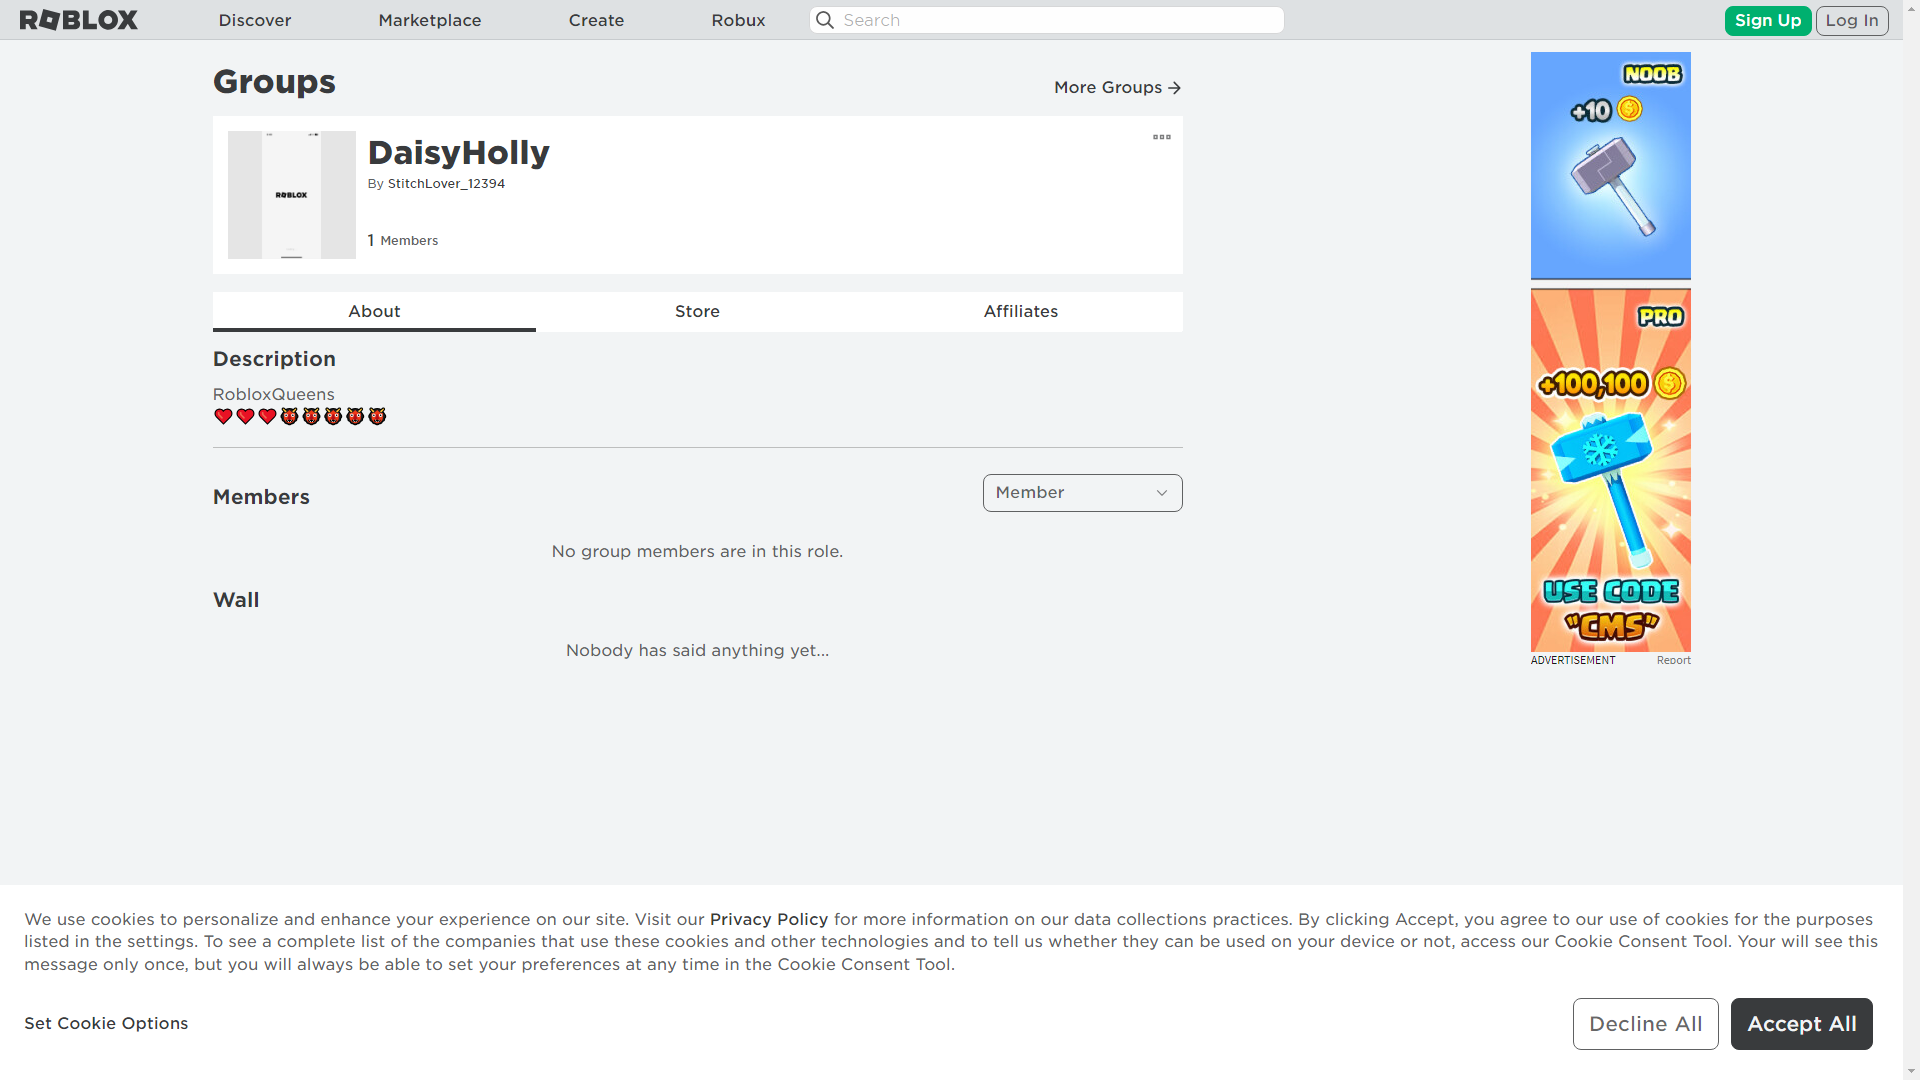 ROBLOX
Discover
Marketplace
Create
Robux
Search
Sign Up
Log In
Groups
More Groups
DaisyHolly
By StitchLover_12394
ROBLOX
1 Members
About
Store
Affiliates
Description
RobloxQueens
Members
Member
No group members are in this role.
Wall
Nobody has said anything yet...
NOOB
+10
PRO
+100,100
USE CODE
"CMS"
ADVERTISEMENT
Report
We use cookies to personalize and enhance your experience on our site. Visit our Privacy Policy for more information on our data collections practices. By clicking Accept, you agree to our use of cookies for the purposes
listed in the settings. To see a complete list of the companies that use these cookies and other technologies and to tell us whether they can be used on your device or not, access our Cookie Consent Tool. Your will see this
message only once, but you will always be able to set your preferences at any time in the Cookie Consent Tool.
Set Cookie Options
Decline All
Accept All